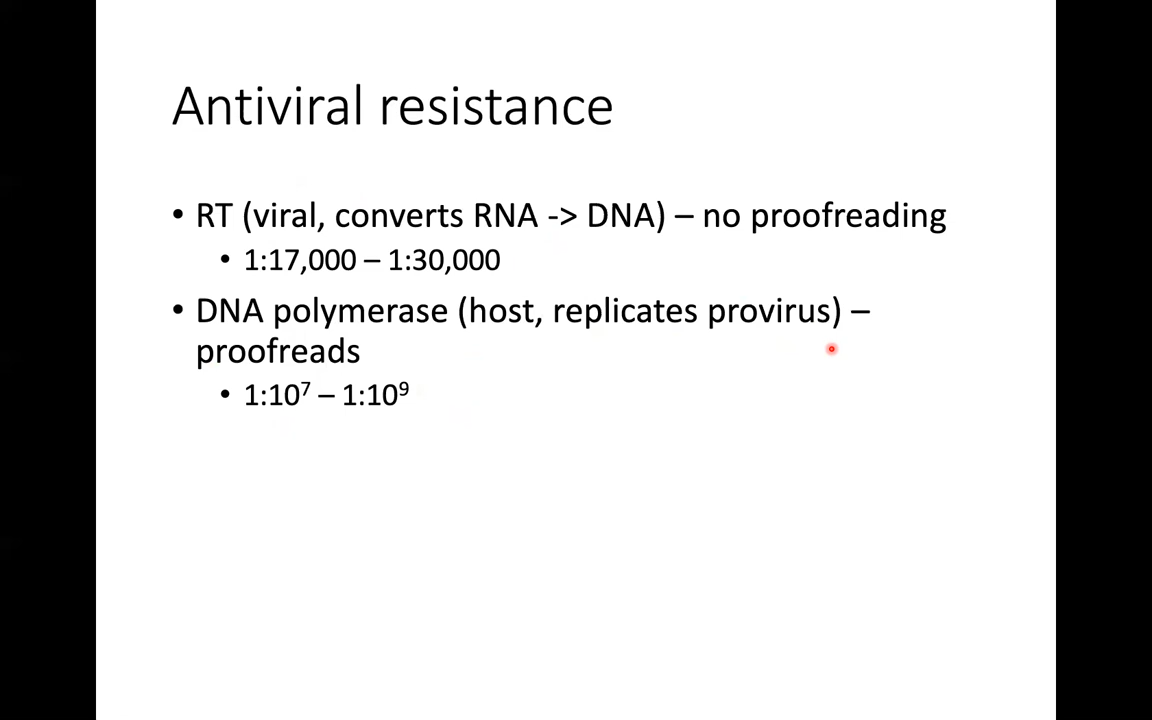 Antiviral resistance
• RT (viral, converts RNA -> DNA) – no proofreading
• 1:17,000 – 1:30,000
• DNA polymerase (host, replicates provirus) –
proofreads
• 1:10⁷ – 1:10⁹